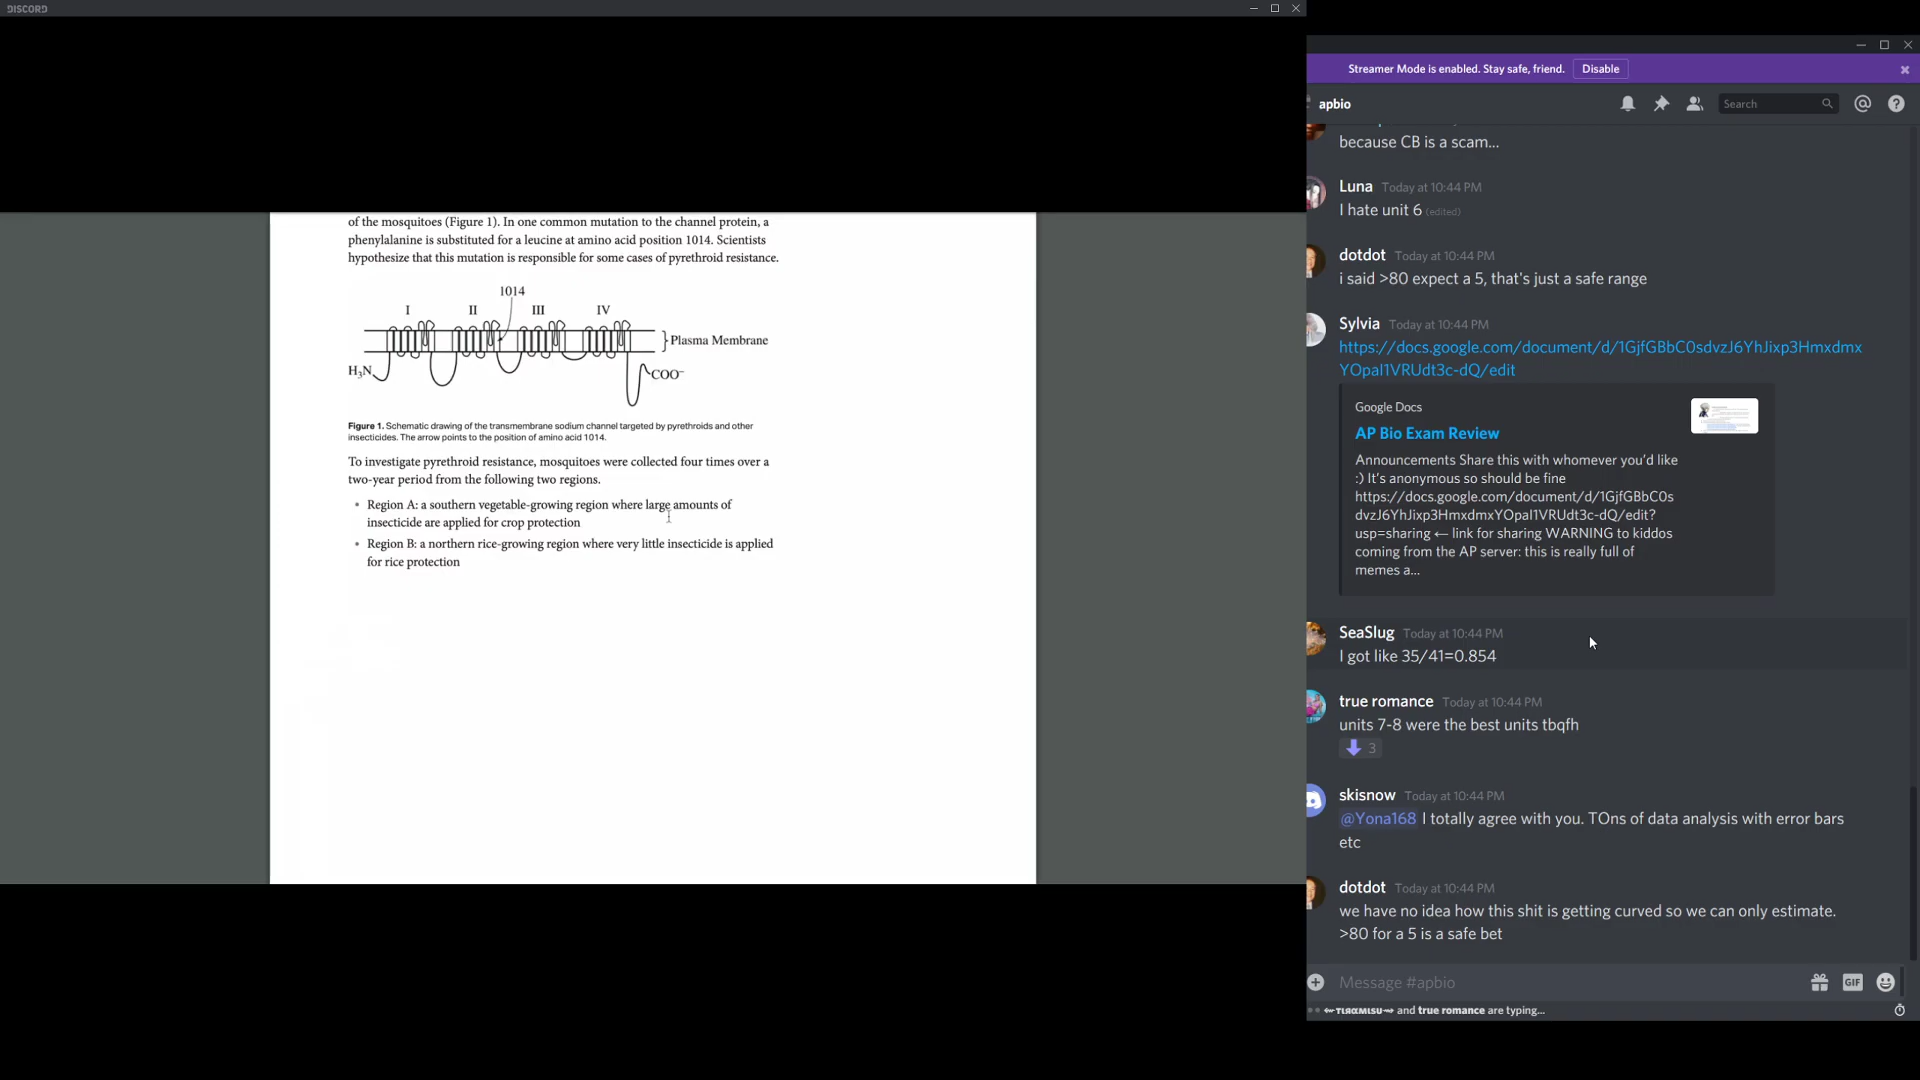 DISCORD
of the mosquitoes (Figure 1). In one common mutation to the channel protein, a
phenylalanine is substituted for a leucine at amino acid position 1014. Scientists
hypothesize that this mutation is responsible for some cases of pyrethroid resistance.
1014
I II III IV
Plasma Membrane
H₃N
COO⁻
Figure 1. Schematic drawing of the transmembrane sodium channel targeted by pyrethroids and other
insecticides. The arrow points to the position of amino acid 1014.
To investigate pyrethroid resistance, mosquitoes were collected four times over a
two-year period from the following two regions.
• Region A: a southern vegetable-growing region where large amounts of
insecticide are applied for crop protection
• Region B: a northern rice-growing region where very little insecticide is applied
for rice protection
Streamer Mode is enabled. Stay safe, friend. Disable
apbio
Search
because CB is a scam...
Luna Today at 10:44 PM
I hate unit 6 (edited)
dotdot Today at 10:44 PM
i said >80 expect a 5, that's just a safe range
Sylvia Today at 10:44 PM
https://docs.google.com/document/d/1GjfGBbC0sdvzJ6YhJixp3Hmxdmx
YOpaI1VRUdt3c-dQ/edit
Google Docs
AP Bio Exam Review
Announcements Share this with whomever you'd like
:) It's anonymous so should be fine
https://docs.google.com/document/d/1GjfGBbC0s
dvzJ6YhJixp3HmxdmxYOpaI1VRUdt3c-dQ/edit?
usp=sharing ← link for sharing WARNING to kiddos
coming from the AP server: this is really full of
memes a...
SeaSlug Today at 10:44 PM
I got like 35/41=0.854
true romance Today at 10:44 PM
units 7-8 were the best units tbqfh
3
skisnow Today at 10:44 PM
@Yona168 I totally agree with you. TOns of data analysis with error bars
etc
dotdot Today at 10:44 PM
we have no idea how this shit is getting curved so we can only estimate.
>80 for a 5 is a safe bet
Message #apbio
GIF
and true romance are typing...